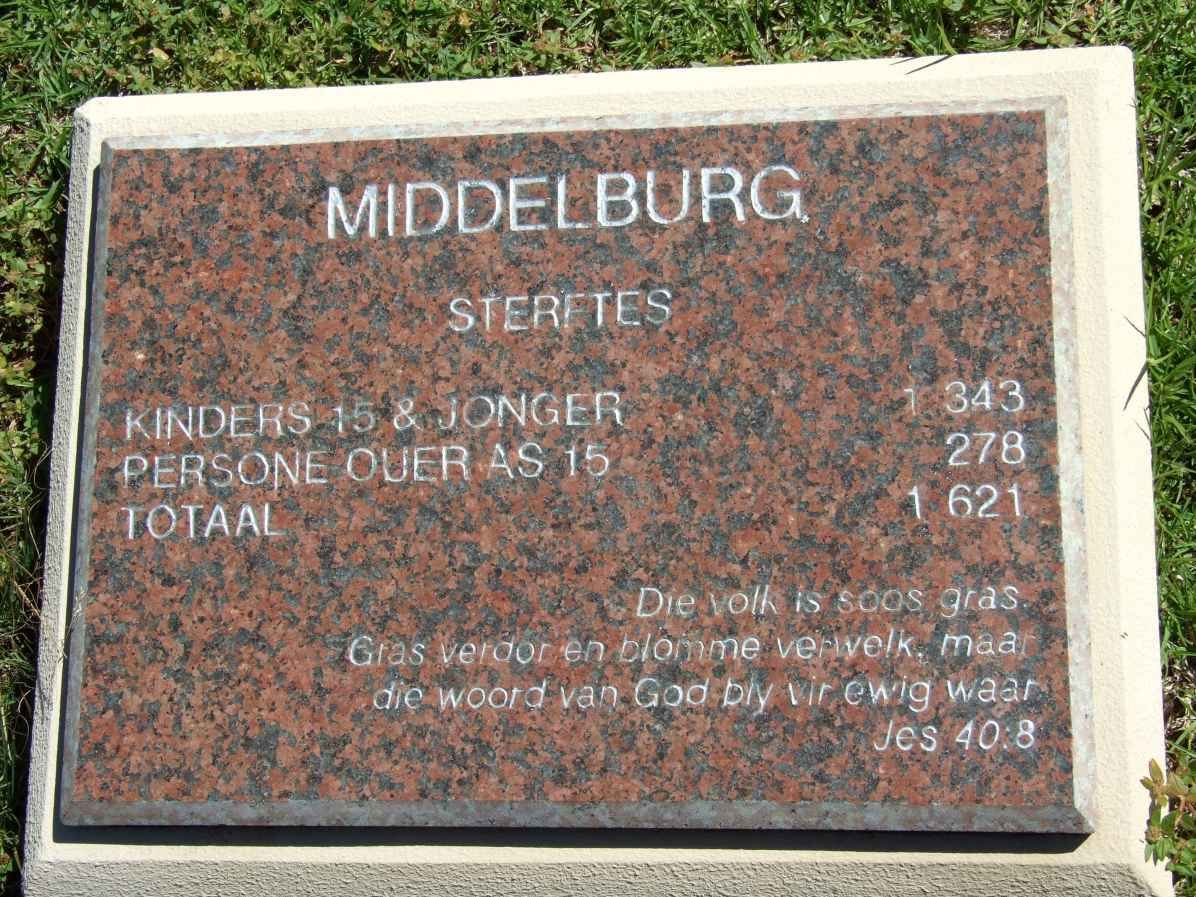 MIDDELBURG
STERFTES
KINDERS 15 & JONGER 1 343
PERSONE OUER AS 15 278
TOTAAL 1 621
Die volk is soos gras.
Gras verdor en blomme verwelk, maar
die woord van God bly vir ewig waar
Jes 40:8